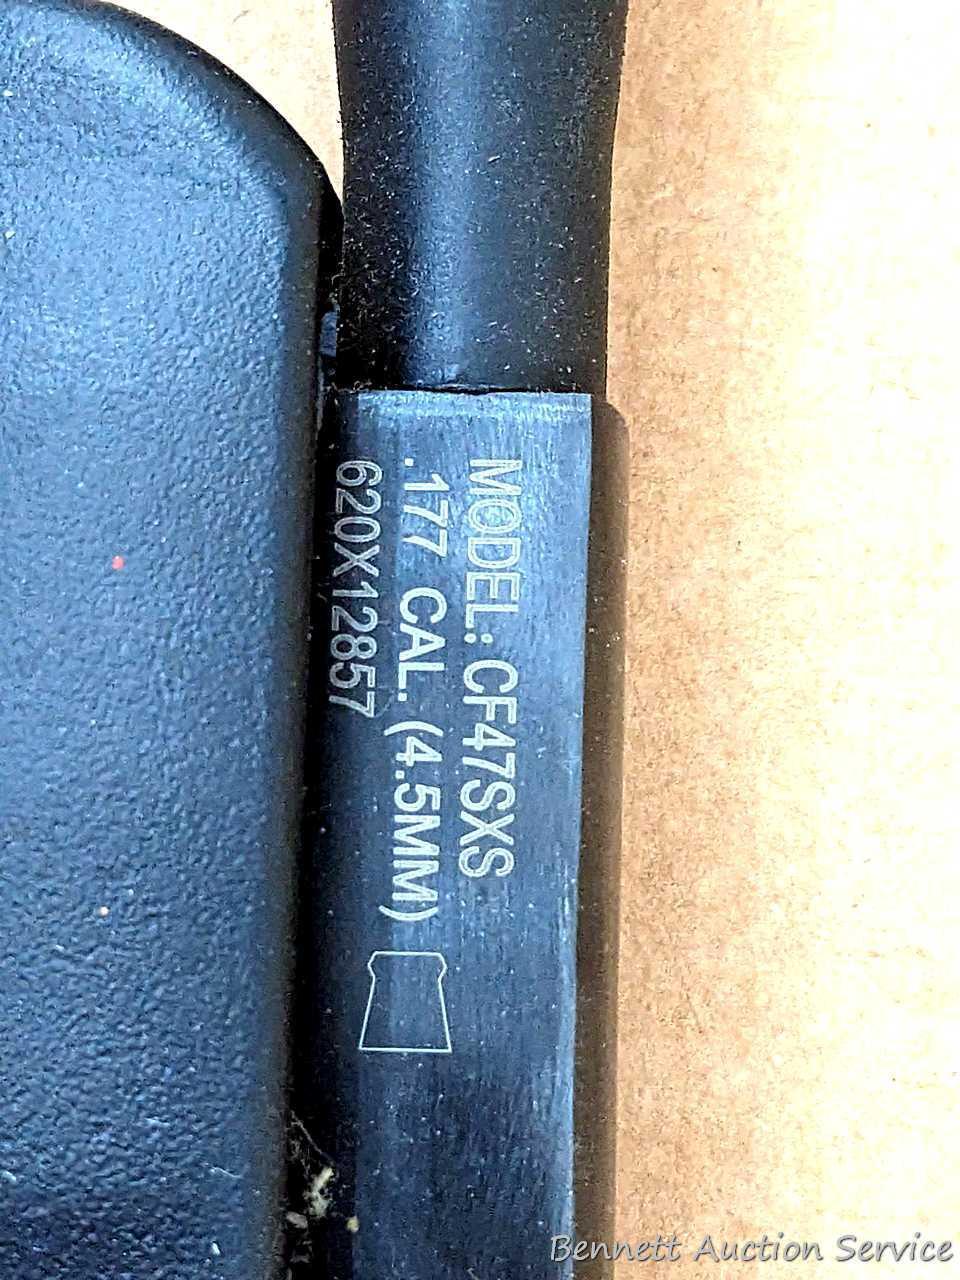 MODEL: CF47SXS
.177 CAL. (4.5MM)
620X12857
Bennett Auction Service